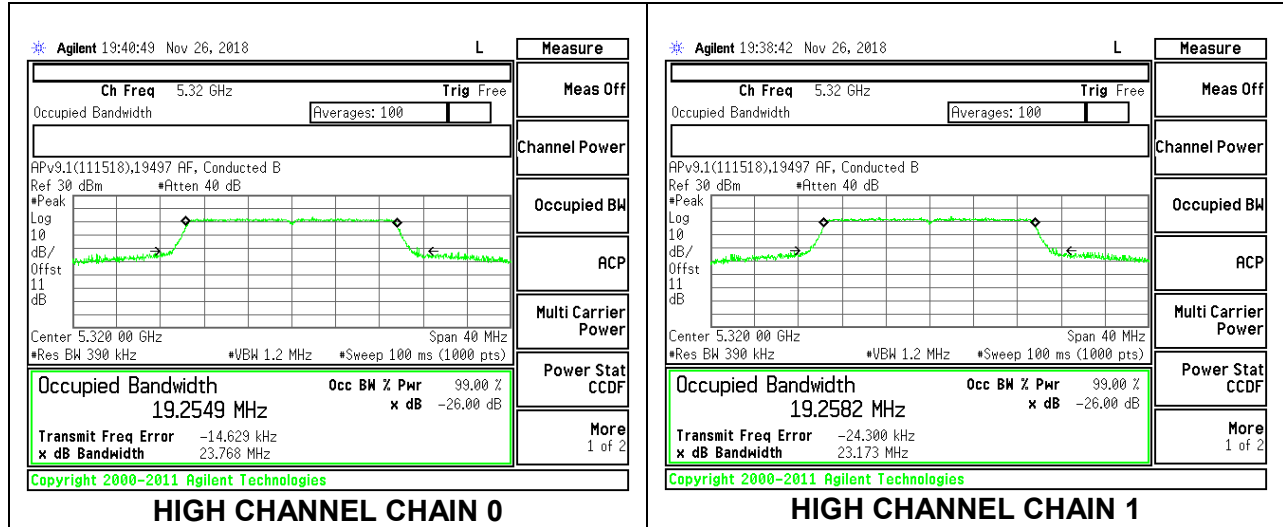 Agilent 19:40:49 Nov 26, 2018 L
Measure
Ch Freq 5.32 GHz Trig Free
Meas Off
Occupied Bandwidth Averages: 100
Channel Power
APv9.1(111518),19497 AF, Conducted B
Ref 30 dBm #Atten 40 dB
#Peak
Log
10
dB/
Offst
11
dB
Occupied BW
ACP
Multi Carrier
Power
Center 5.320 00 GHz Span 40 MHz
#Res BW 390 kHz #VBW 1.2 MHz #Sweep 100 ms (1000 pts)
Power Stat
CCDF
Occupied Bandwidth Occ BW % Pwr 99.00 %
19.2549 MHz x dB -26.00 dB
Transmit Freq Error -14.629 kHz
x dB Bandwidth 23.768 MHz
More
1 of 2
Copyright 2000-2011 Agilent Technologies
HIGH CHANNEL CHAIN 0
Agilent 19:38:42 Nov 26, 2018 L
Measure
Ch Freq 5.32 GHz Trig Free
Meas Off
Occupied Bandwidth Averages: 100
Channel Power
APv9.1(111518),19497 AF, Conducted B
Ref 30 dBm #Atten 40 dB
#Peak
Log
10
dB/
Offst
11
dB
Occupied BW
ACP
Multi Carrier
Power
Center 5.320 00 GHz Span 40 MHz
#Res BW 390 kHz #VBW 1.2 MHz #Sweep 100 ms (1000 pts)
Power Stat
CCDF
Occupied Bandwidth Occ BW % Pwr 99.00 %
19.2582 MHz x dB -26.00 dB
Transmit Freq Error -24.300 kHz
x dB Bandwidth 23.173 MHz
More
1 of 2
Copyright 2000-2011 Agilent Technologies
HIGH CHANNEL CHAIN 1